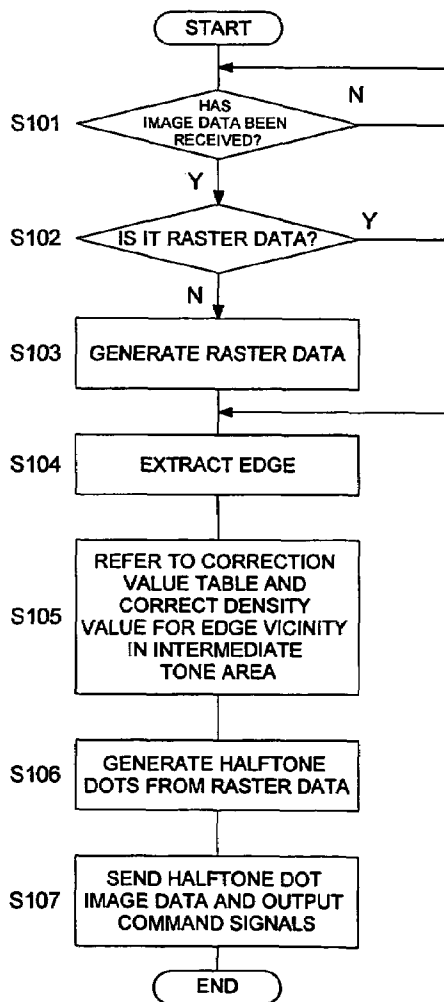 START
S101
HAS
IMAGE DATA BEEN
RECEIVED?
N
Y
S102
IS IT RASTER DATA?
Y
N
S103
GENERATE RASTER DATA
S104
EXTRACT EDGE
S105
REFER TO CORRECTION
VALUE TABLE AND
CORRECT DENSITY
VALUE FOR EDGE VICINITY
IN INTERMEDIATE
TONE AREA
S106
GENERATE HALFTONE
DOTS FROM RASTER DATA
S107
SEND HALFTONE DOT
IMAGE DATA AND OUTPUT
COMMAND SIGNALS
END